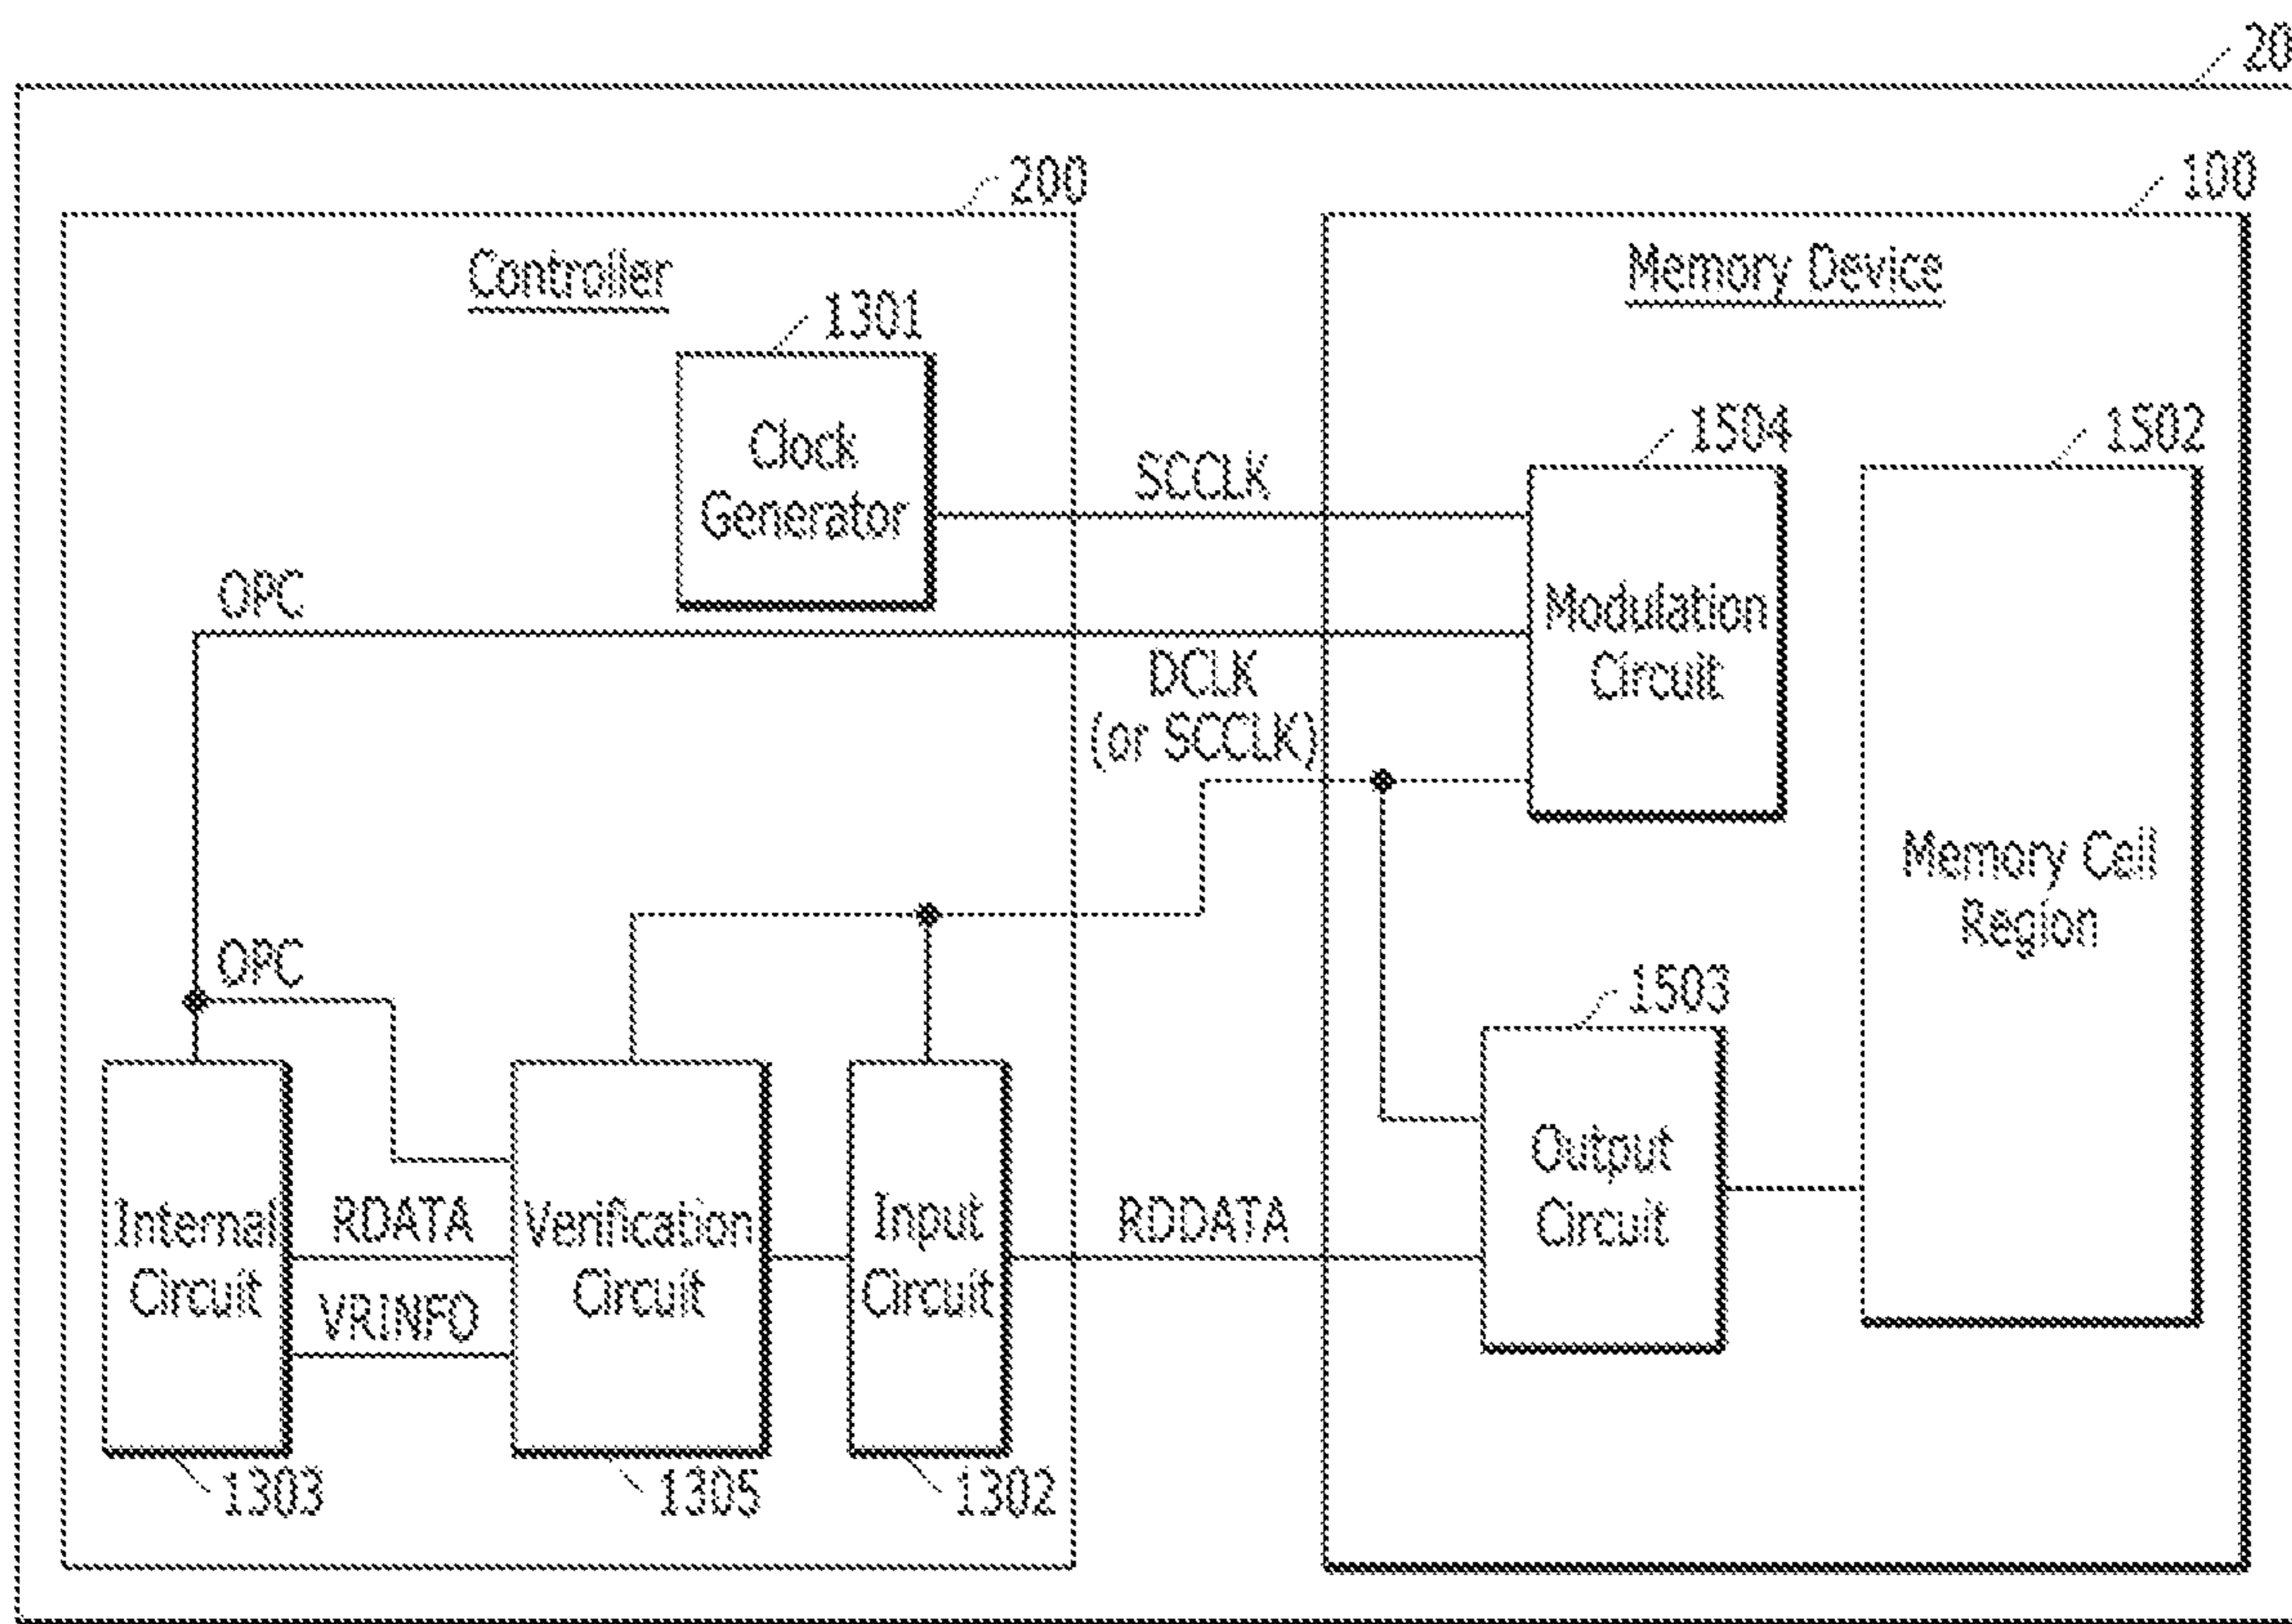 20
200
100
Controller
Memory Device
1301
Clock
Generator
1504
1502
SCCLK
OPC
Modulation
Circuit
DCLK
(or SCCLK)
Memory Cell
Region
OPC
1503
Output
Circuit
Internal
Circuit
RDATA
VRINFO
Verification
Circuit
Input
Circuit
RDDATA
1303
1305
1302